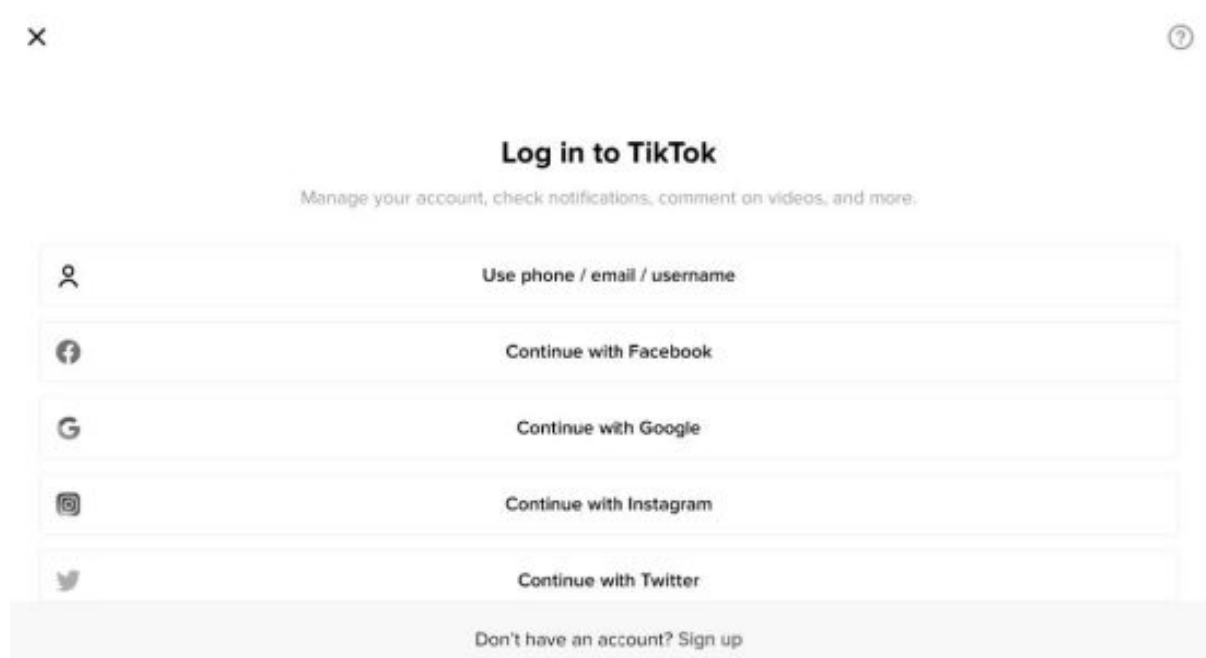 Log in to TikTok
Manage your account, check notifications, comment on videos, and more.
Use phone / email / username
Continue with Facebook
Continue with Google
Continue with Instagram
Continue with Twitter
Don't have an account? Sign up